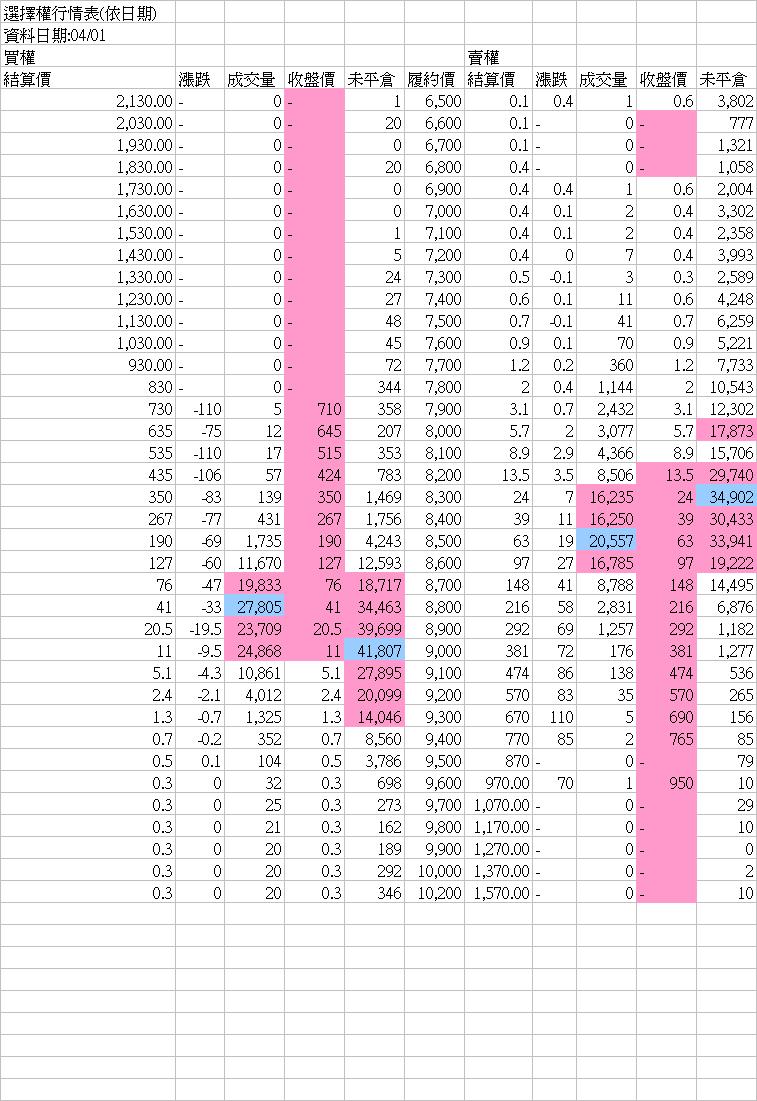 選擇權行情表(依日期)
資料日期:04/01
買權 賣權
結算價 漲跌 成交量 收盤價 未平倉 履約價 結算價 漲跌 成交量 收盤價 未平倉
2,130.00 - 0 - 1 6,500 0.1 0.4 1 0.6 3,802
2,030.00 - 0 - 20 6,600 0.1 - 0 - 777
1,930.00 - 0 - 0 6,700 0.1 - 0 - 1,321
1,830.00 - 0 - 20 6,800 0.4 - 0 - 1,058
1,730.00 - 0 - 0 6,900 0.4 0.4 1 0.6 2,004
1,630.00 - 0 - 0 7,000 0.4 0.1 2 0.4 3,302
1,530.00 - 0 - 1 7,100 0.4 0.1 2 0.4 2,358
1,430.00 - 0 - 5 7,200 0.4 0 7 0.4 3,993
1,330.00 - 0 - 24 7,300 0.5 -0.1 3 0.3 2,589
1,230.00 - 0 - 27 7,400 0.6 0.1 11 0.6 4,248
1,130.00 - 0 - 48 7,500 0.7 -0.1 41 0.7 6,259
1,030.00 - 0 - 45 7,600 0.9 0.1 70 0.9 5,221
930.00 - 0 - 72 7,700 1.2 0.2 360 1.2 7,733
830 - 0 - 344 7,800 2 0.4 1,144 2 10,543
730 -110 5 710 358 7,900 3.1 0.7 2,432 3.1 12,302
635 -75 12 645 207 8,000 5.7 2 3,077 5.7 17,873
535 -110 17 515 353 8,100 8.9 2.9 4,366 8.9 15,706
435 -106 57 424 783 8,200 13.5 3.5 8,506 13.5 29,740
350 -83 139 350 1,469 8,300 24 7 16,235 24 34,902
267 -77 431 267 1,756 8,400 39 11 16,250 39 30,433
190 -69 1,735 190 4,243 8,500 63 19 20,557 63 33,941
127 -60 11,670 127 12,593 8,600 97 27 16,785 97 19,222
76 -47 19,833 76 18,717 8,700 148 41 8,788 148 14,495
41 -33 27,805 41 34,463 8,800 216 58 2,831 216 6,876
20.5 -19.5 23,709 20.5 39,699 8,900 292 69 1,257 292 1,182
11 -9.5 24,868 11 41,807 9,000 381 72 176 381 1,277
5.1 -4.3 10,861 5.1 27,895 9,100 474 86 138 474 536
2.4 -2.1 4,012 2.4 20,099 9,200 570 83 35 570 265
1.3 -0.7 1,325 1.3 14,046 9,300 670 110 5 690 156
0.7 -0.2 352 0.7 8,560 9,400 770 85 2 765 85
0.5 0.1 104 0.5 3,786 9,500 870 - 0 - 79
0.3 0 32 0.3 698 9,600 970.00 70 1 950 10
0.3 0 25 0.3 273 9,700 1,070.00 - 0 - 29
0.3 0 21 0.3 162 9,800 1,170.00 - 0 - 10
0.3 0 20 0.3 189 9,900 1,270.00 - 0 - 0
0.3 0 20 0.3 292 10,000 1,370.00 - 0 - 2
0.3 0 20 0.3 346 10,200 1,570.00 - 0 - 10